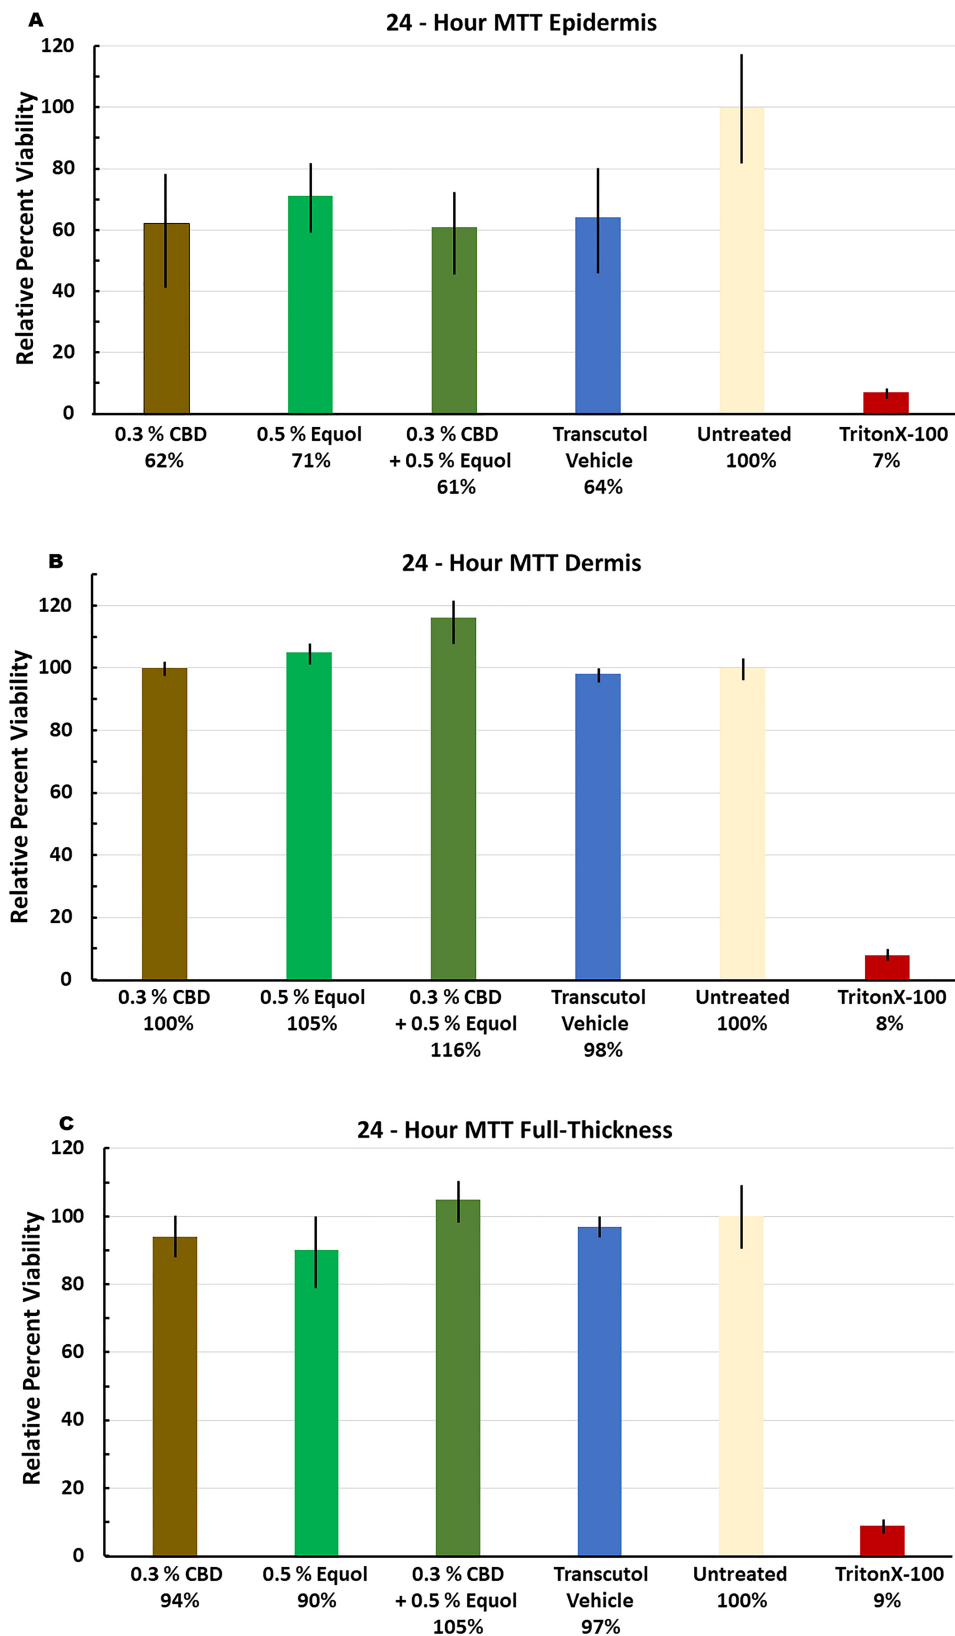 A
24 - Hour MTT Epidermis
Relative Percent Viability
120
100
80
60
40
20
0
0.3 % CBD
62%
0.5 % Equol
71%
0.3 % CBD
+ 0.5 % Equol
61%
Transcutol
Vehicle
64%
Untreated
100%
TritonX-100
7%
B
24 - Hour MTT Dermis
Relative Percent Viability
120
100
80
60
40
20
0
0.3 % CBD
100%
0.5 % Equol
105%
0.3 % CBD
+ 0.5 % Equol
116%
Transcutol
Vehicle
98%
Untreated
100%
TritonX-100
8%
C
24 - Hour MTT Full-Thickness
Relative Percent Viability
120
100
80
60
40
20
0
0.3 % CBD
94%
0.5 % Equol
90%
0.3 % CBD
+ 0.5 % Equol
105%
Transcutol
Vehicle
97%
Untreated
100%
TritonX-100
9%